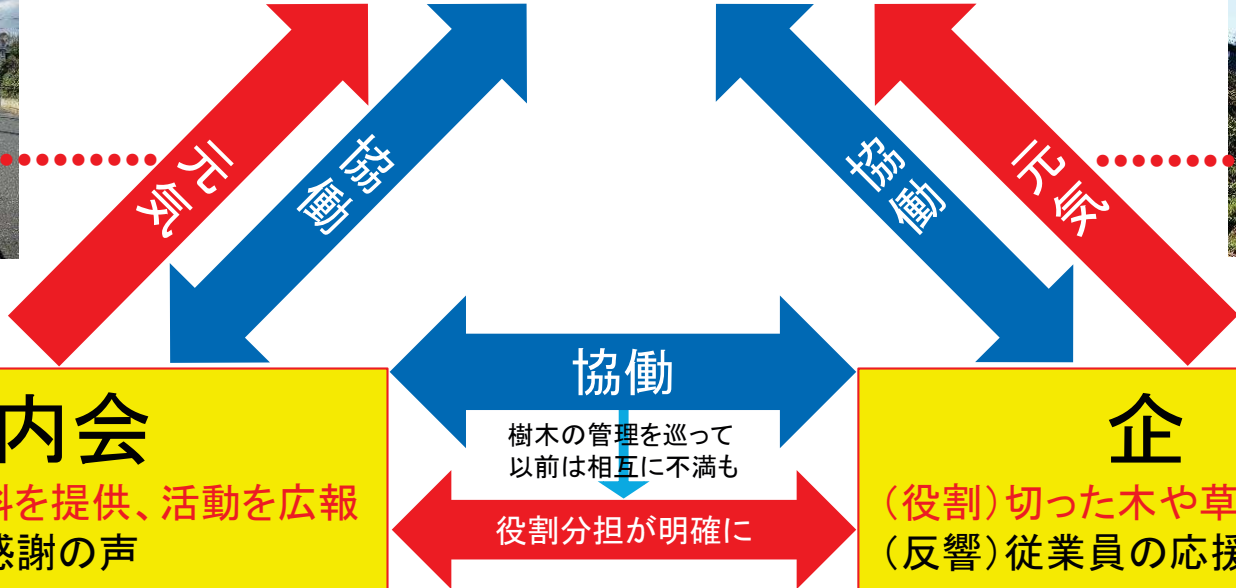 元気
協働
協働
元気
協働
樹木の管理を巡って
以前は相互に不満も
役割分担が明確に
内会
料を提供、活動を広報
感謝の声
企
（役割）切った木や草
（反響）従業員の応援